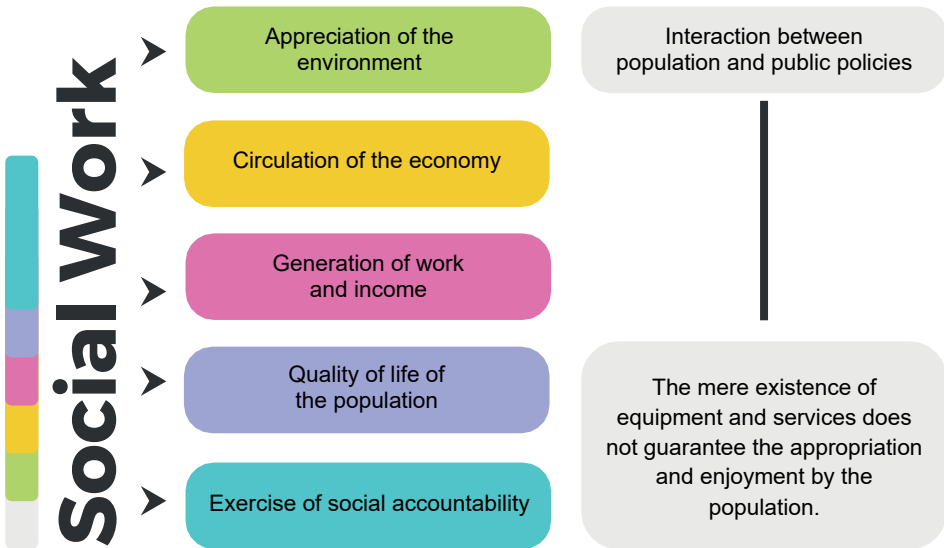 Social Work
Appreciation of the
environment
Circulation of the economy
Generation of work
and income
Quality of life of
the population
Exercise of social accountability
Interaction between
population and public policies
The mere existence of
equipment and services does
not guarantee the appropriation
and enjoyment by the
population.